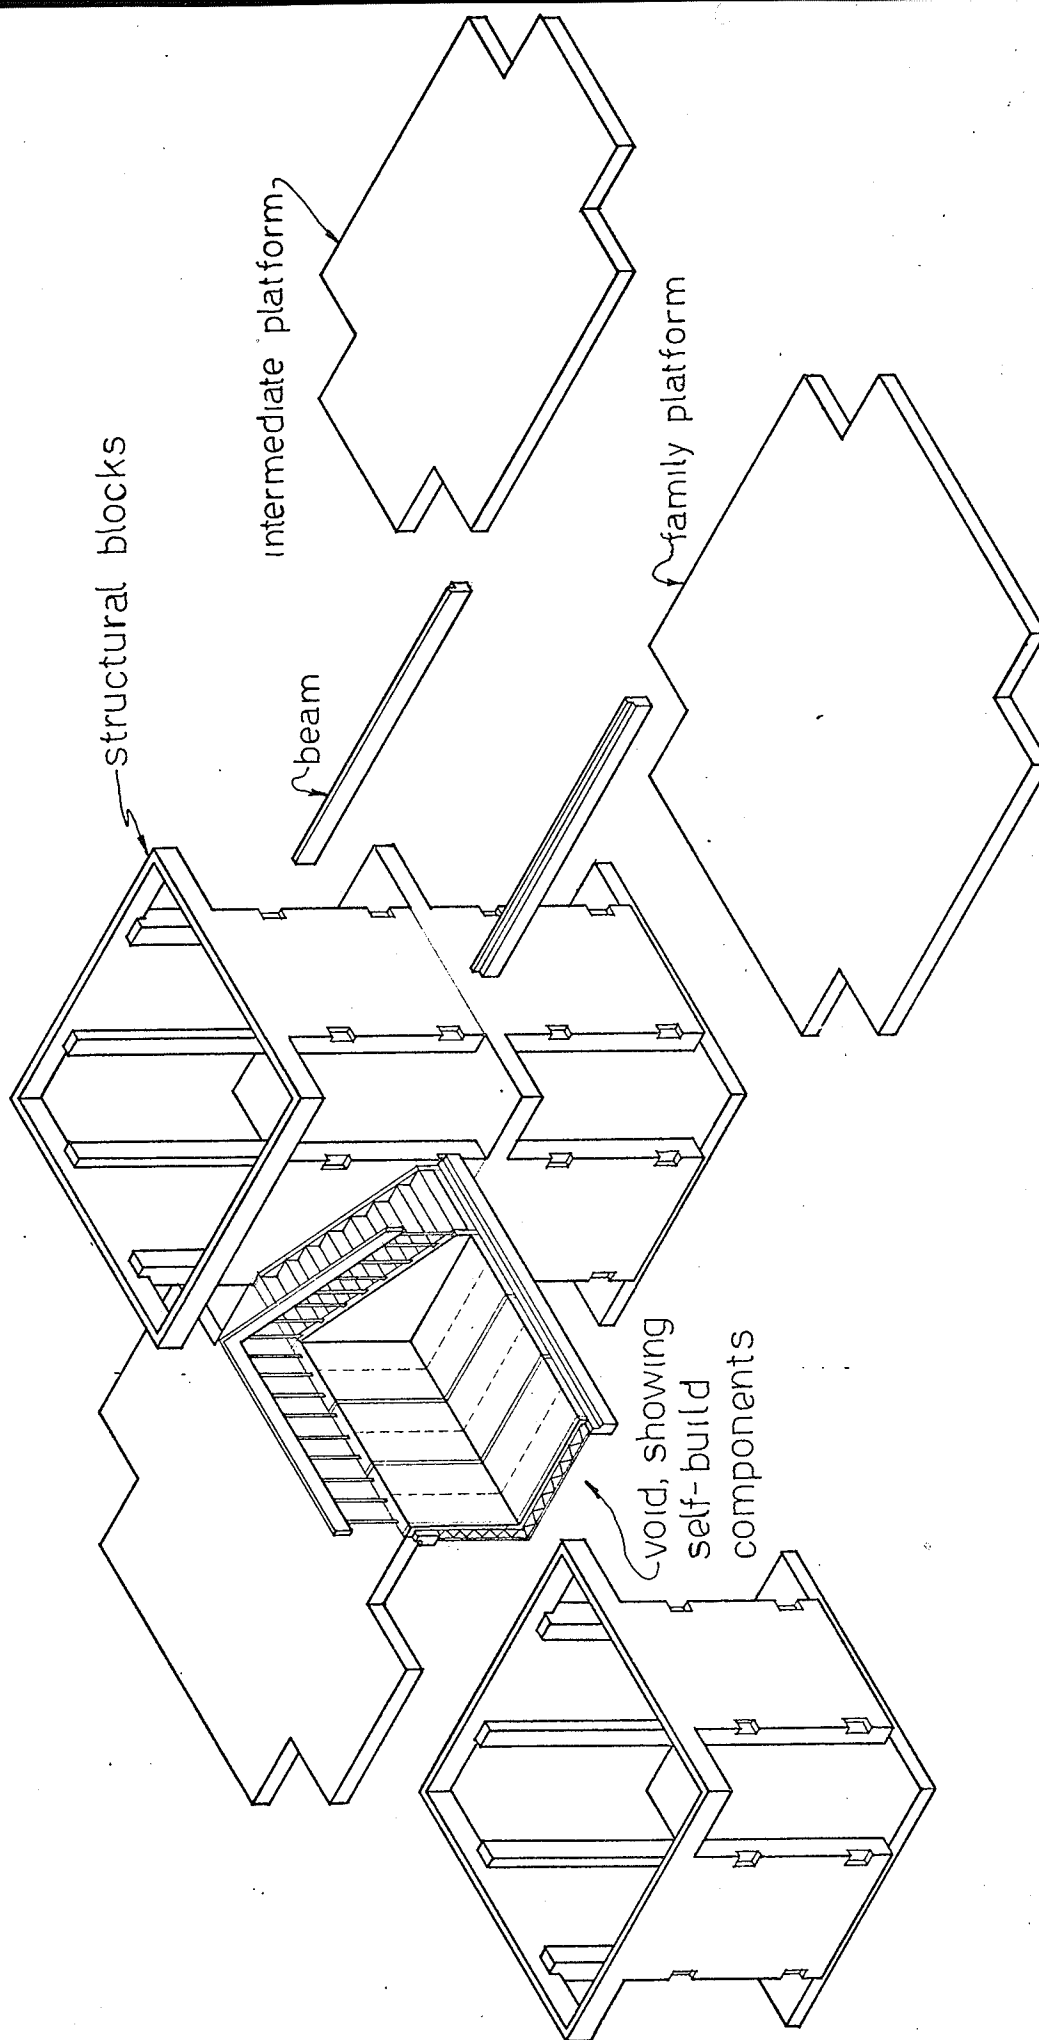 structural blocks
intermediate platform
beam
family platform
void, showing
self-build
components